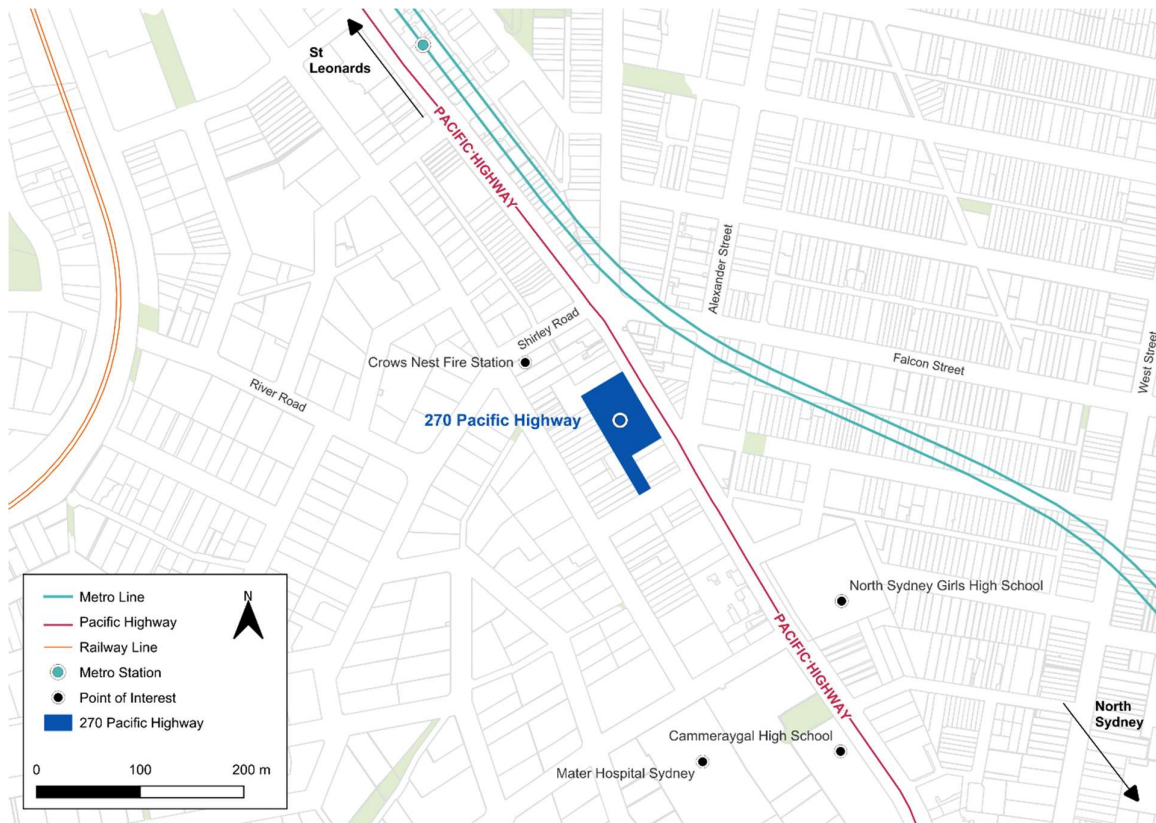 St
Leonards
PACIFIC HIGHWAY
Alexander Street
Shirley Road
Falcon Street
West Street
Crows Nest Fire Station
River Road
270 Pacific Highway
North Sydney Girls High School
PACIFIC HIGHWAY
North
Sydney
Cammeraygal High School
Mater Hospital Sydney
N
Metro Line
Pacific Highway
Railway Line
Metro Station
Point of Interest
270 Pacific Highway
0 100 200 m